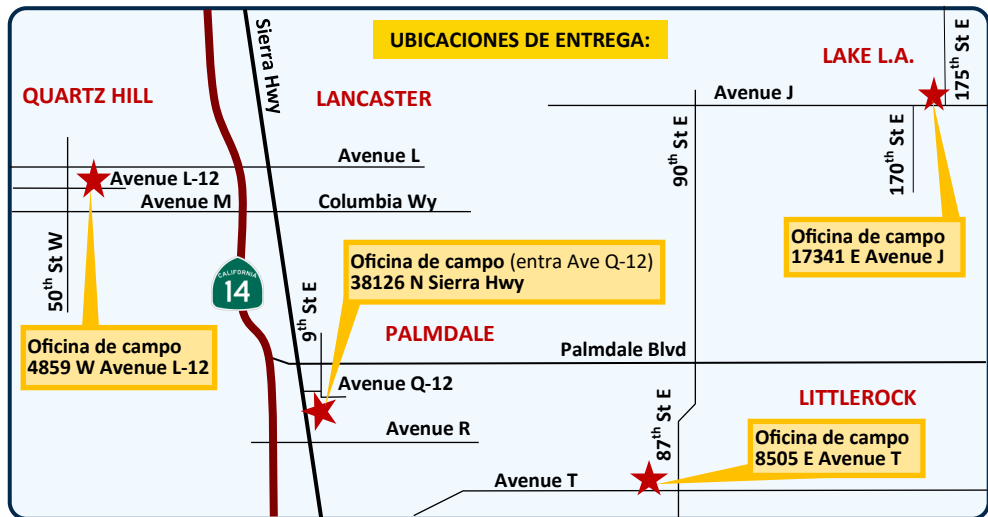 UBICACIONES DE ENTREGA:
QUARTZ HILL
LANCASTER
LAKE L.A.
Sierra Hwy
175th St E
Avenue J
90th St E
170th St E
Avenue L
Avenue L-12
Avenue M
Columbia Wy
50th St W
CALIFORNIA
14
9th St E
Oficina de campo (entra Ave Q-12)
38126 N Sierra Hwy
Oficina de campo
17341 E Avenue J
Oficina de campo
4859 W Avenue L-12
PALMDALE
Palmdale Blvd
Avenue Q-12
LITTLEROCK
Avenue R
87th St E
Oficina de campo
8505 E Avenue T
Avenue T